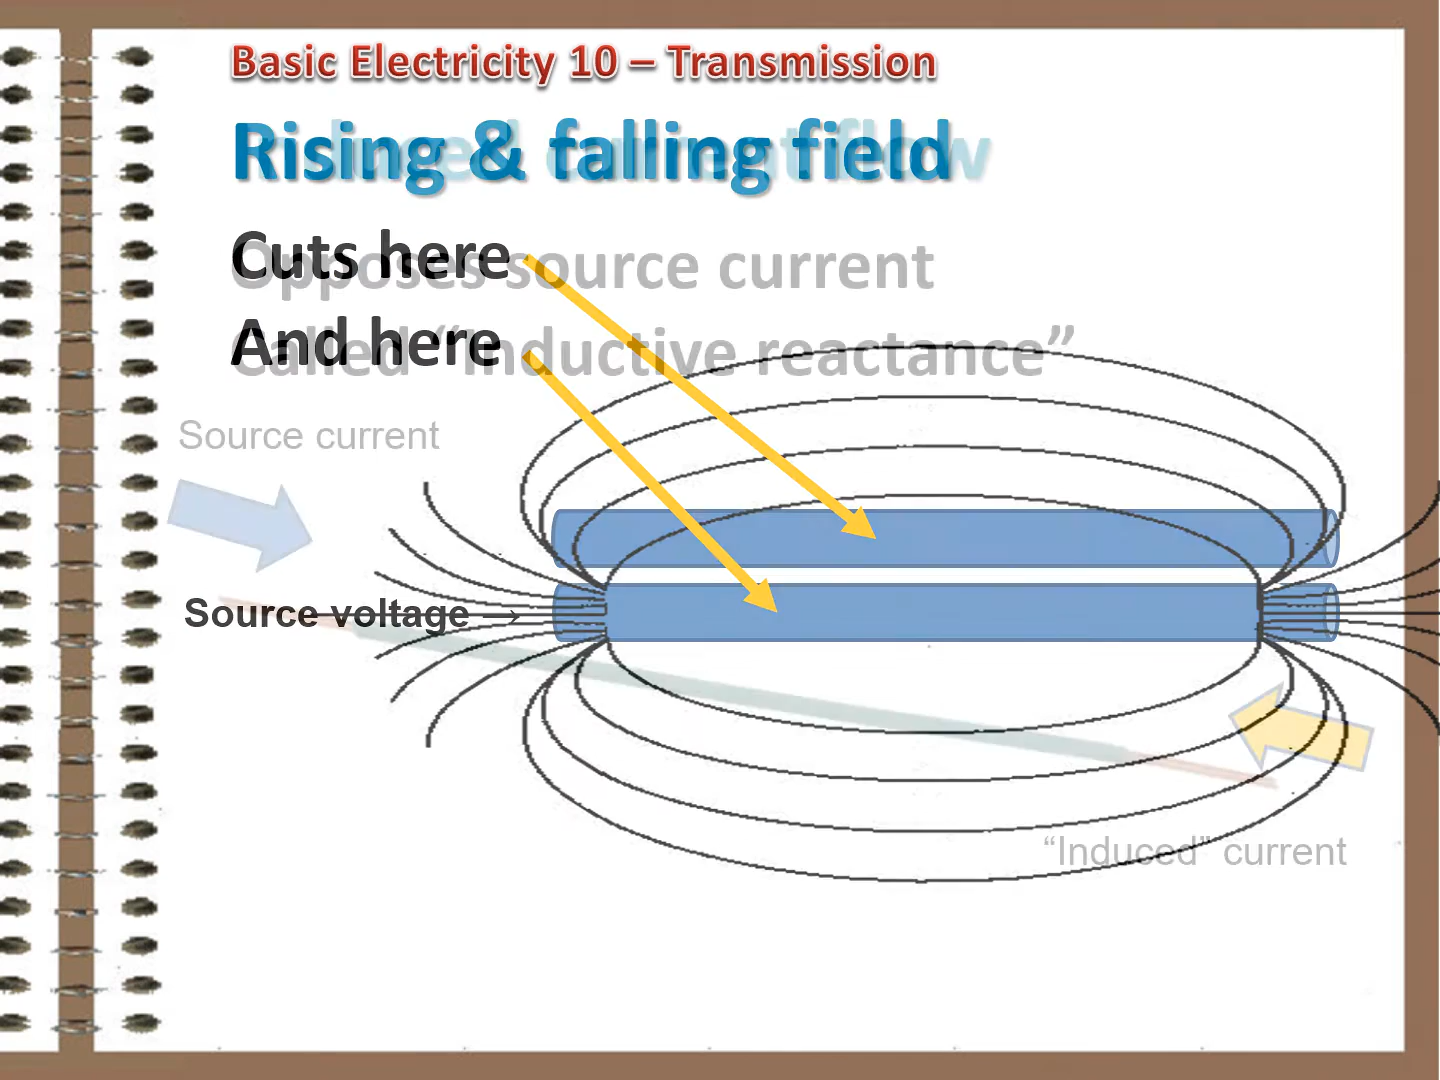 Basic Electricity 10 – Transmission
Rising & falling field
Cuts here
Opposes source current
And here
Called “Inductive reactance”
Source current
Source voltage →
“Induced” current